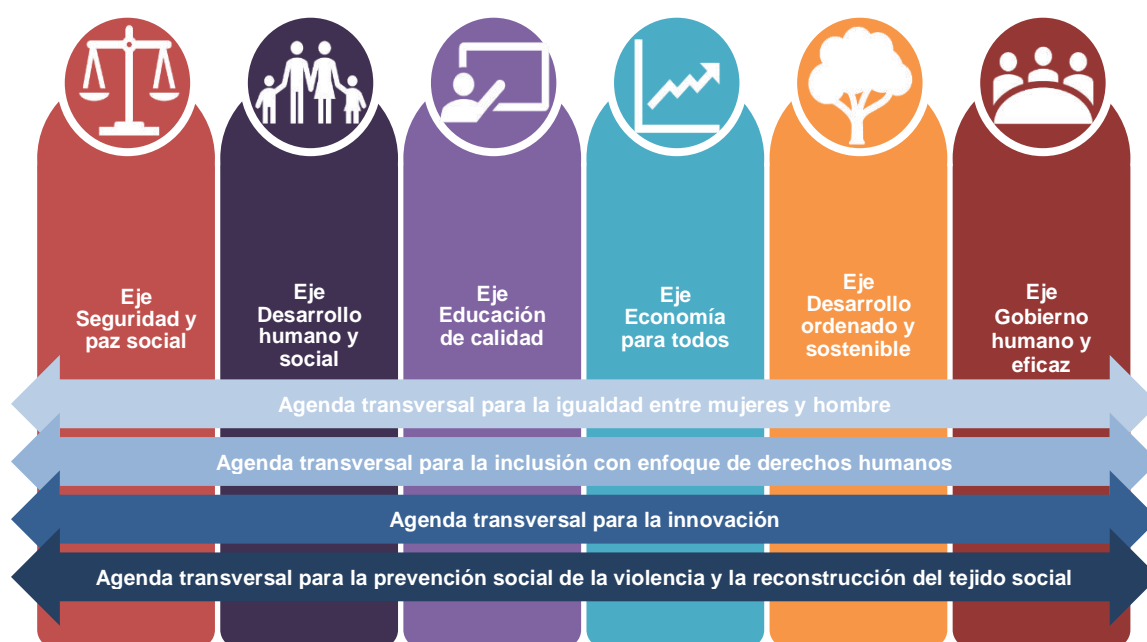 Eje
Seguridad y
paz social
Eje
Desarrollo
humano y
social
Eje
Educación
de calidad
Eje
Economía
para todos
Eje
Desarrollo
ordenado y
sostenible
Eje
Gobierno
humano y
eficaz
Agenda transversal para la igualdad entre mujeres y hombre
Agenda transversal para la inclusión con enfoque de derechos humanos
Agenda transversal para la innovación
Agenda transversal para la prevención social de la violencia y la reconstrucción del tejido social